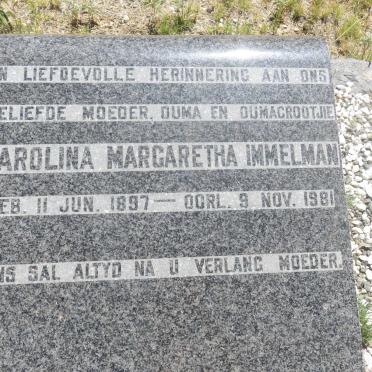 N LIEFDEVOLLE HERINNERING AAN ONS
ELIEFDE MOEDER, OUMA EN OUMAGROOTJIE
AROLINA MARGARETHA IMMELMAN
EB. 11 JUN. 1897 — OORL. 9 NOV. 1981
NS SAL ALTYD NA U VERLANG MOEDER.